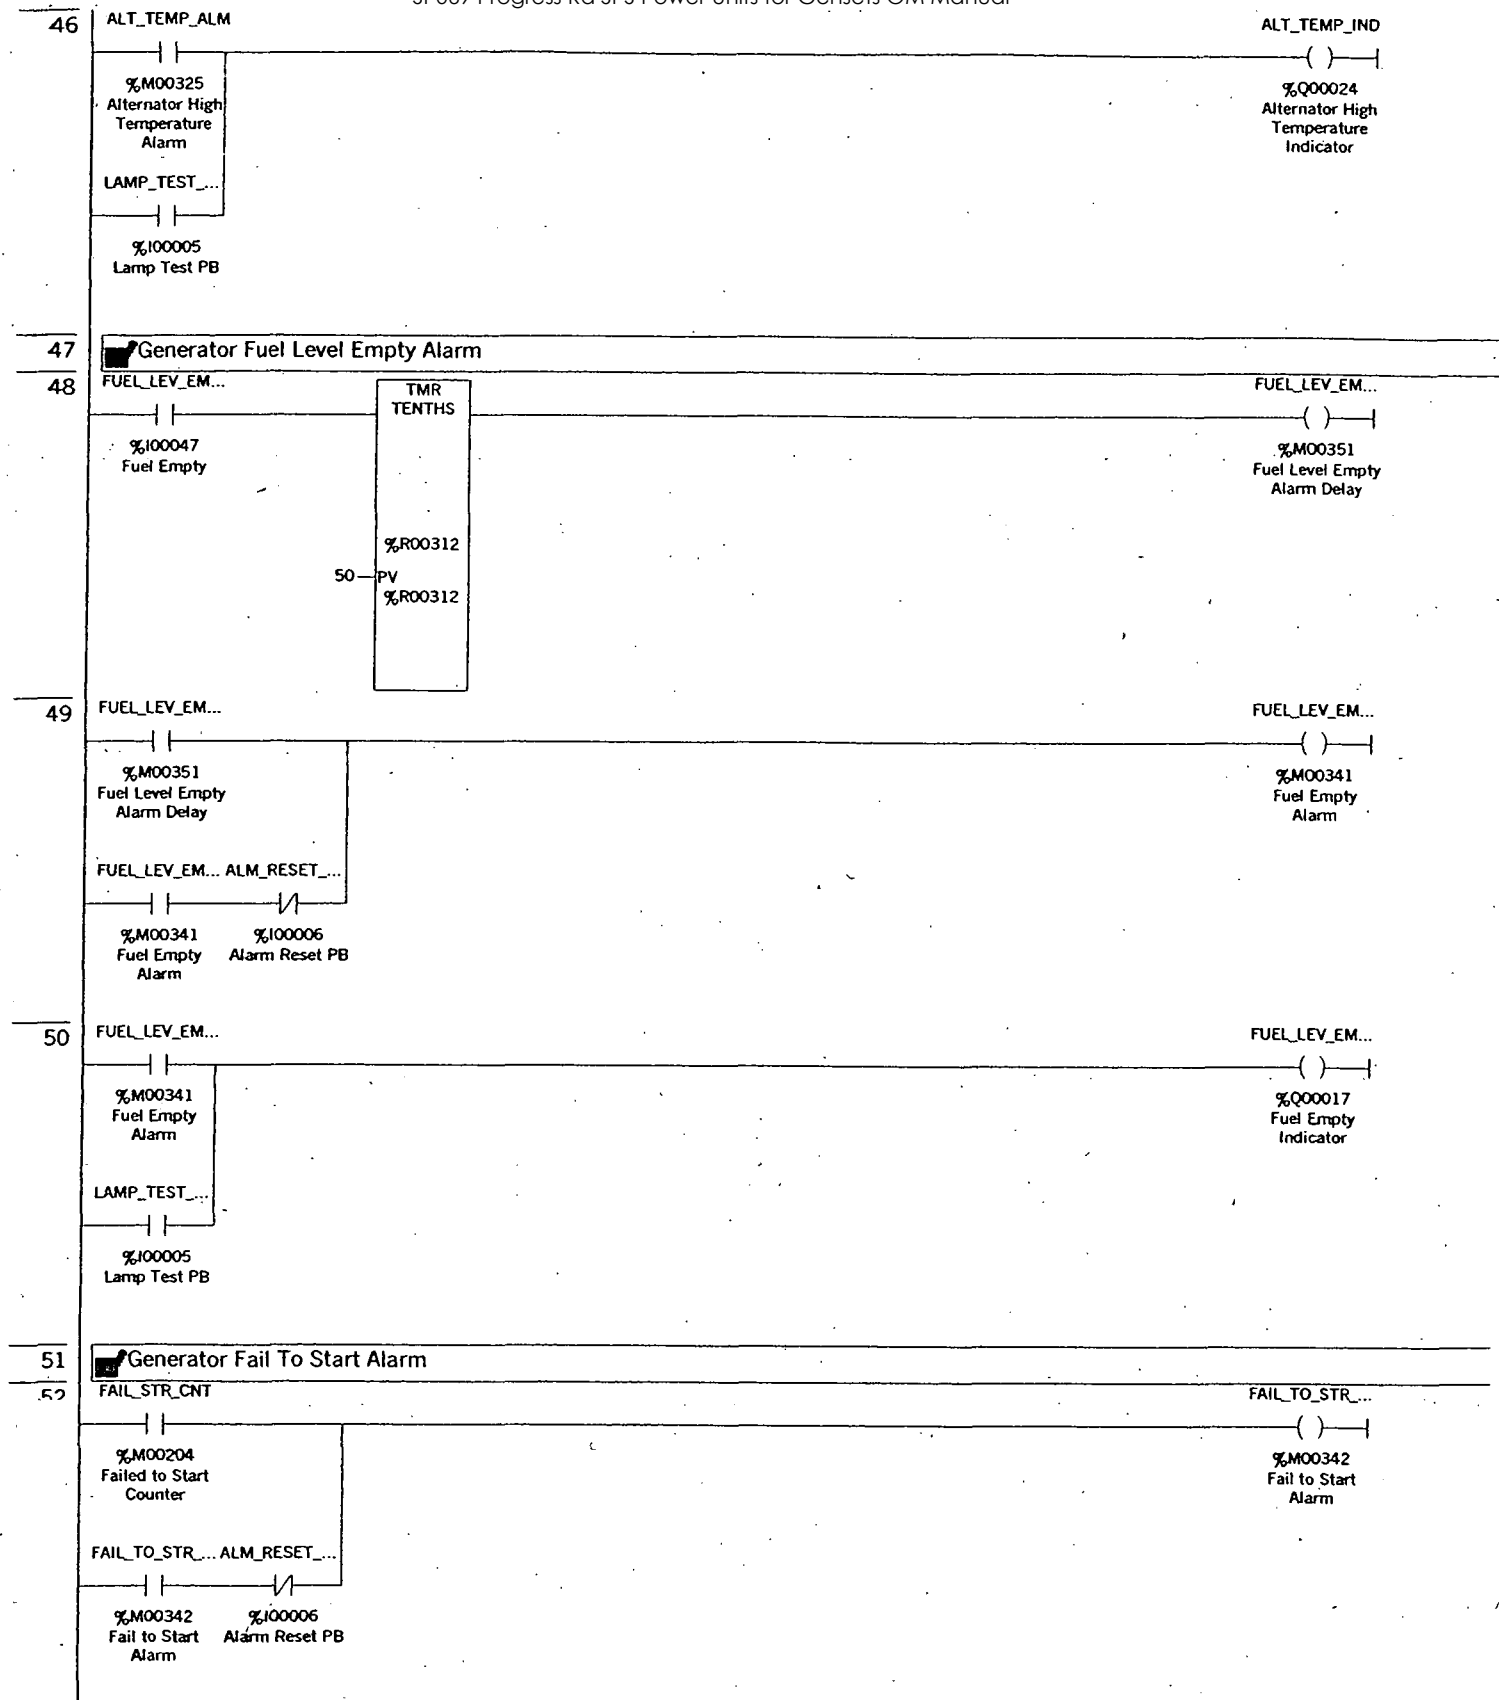 46
ALT_TEMP_ALM
ALT_TEMP_IND
%M00325
Alternator High
Temperature
Alarm
%Q00024
Alternator High
Temperature
Indicator
LAMP_TEST_...
%I00005
Lamp Test PB
47
Generator Fuel Level Empty Alarm
48
FUEL_LEV_EM...
TMR
TENTHS
FUEL_LEV_EM...
%I00047
Fuel Empty
%M00351
Fuel Level Empty
Alarm Delay
%R00312
50
PV
%R00312
49
FUEL_LEV_EM...
FUEL_LEV_EM...
%M00351
Fuel Level Empty
Alarm Delay
%M00341
Fuel Empty
Alarm
FUEL_LEV_EM... ALM_RESET_...
%M00341
Fuel Empty
Alarm
%I00006
Alarm Reset PB
50
FUEL_LEV_EM...
FUEL_LEV_EM...
%M00341
Fuel Empty
Alarm
%Q00017
Fuel Empty
Indicator
LAMP_TEST_...
%I00005
Lamp Test PB
51
Generator Fail To Start Alarm
52
FAIL_STR_CNT
FAIL_TO_STR_...
%M00204
Failed to Start
Counter
%M00342
Fail to Start
Alarm
FAIL_TO_STR_... ALM_RESET_...
%M00342
Fail to Start
Alarm
%I00006
Alarm Reset PB